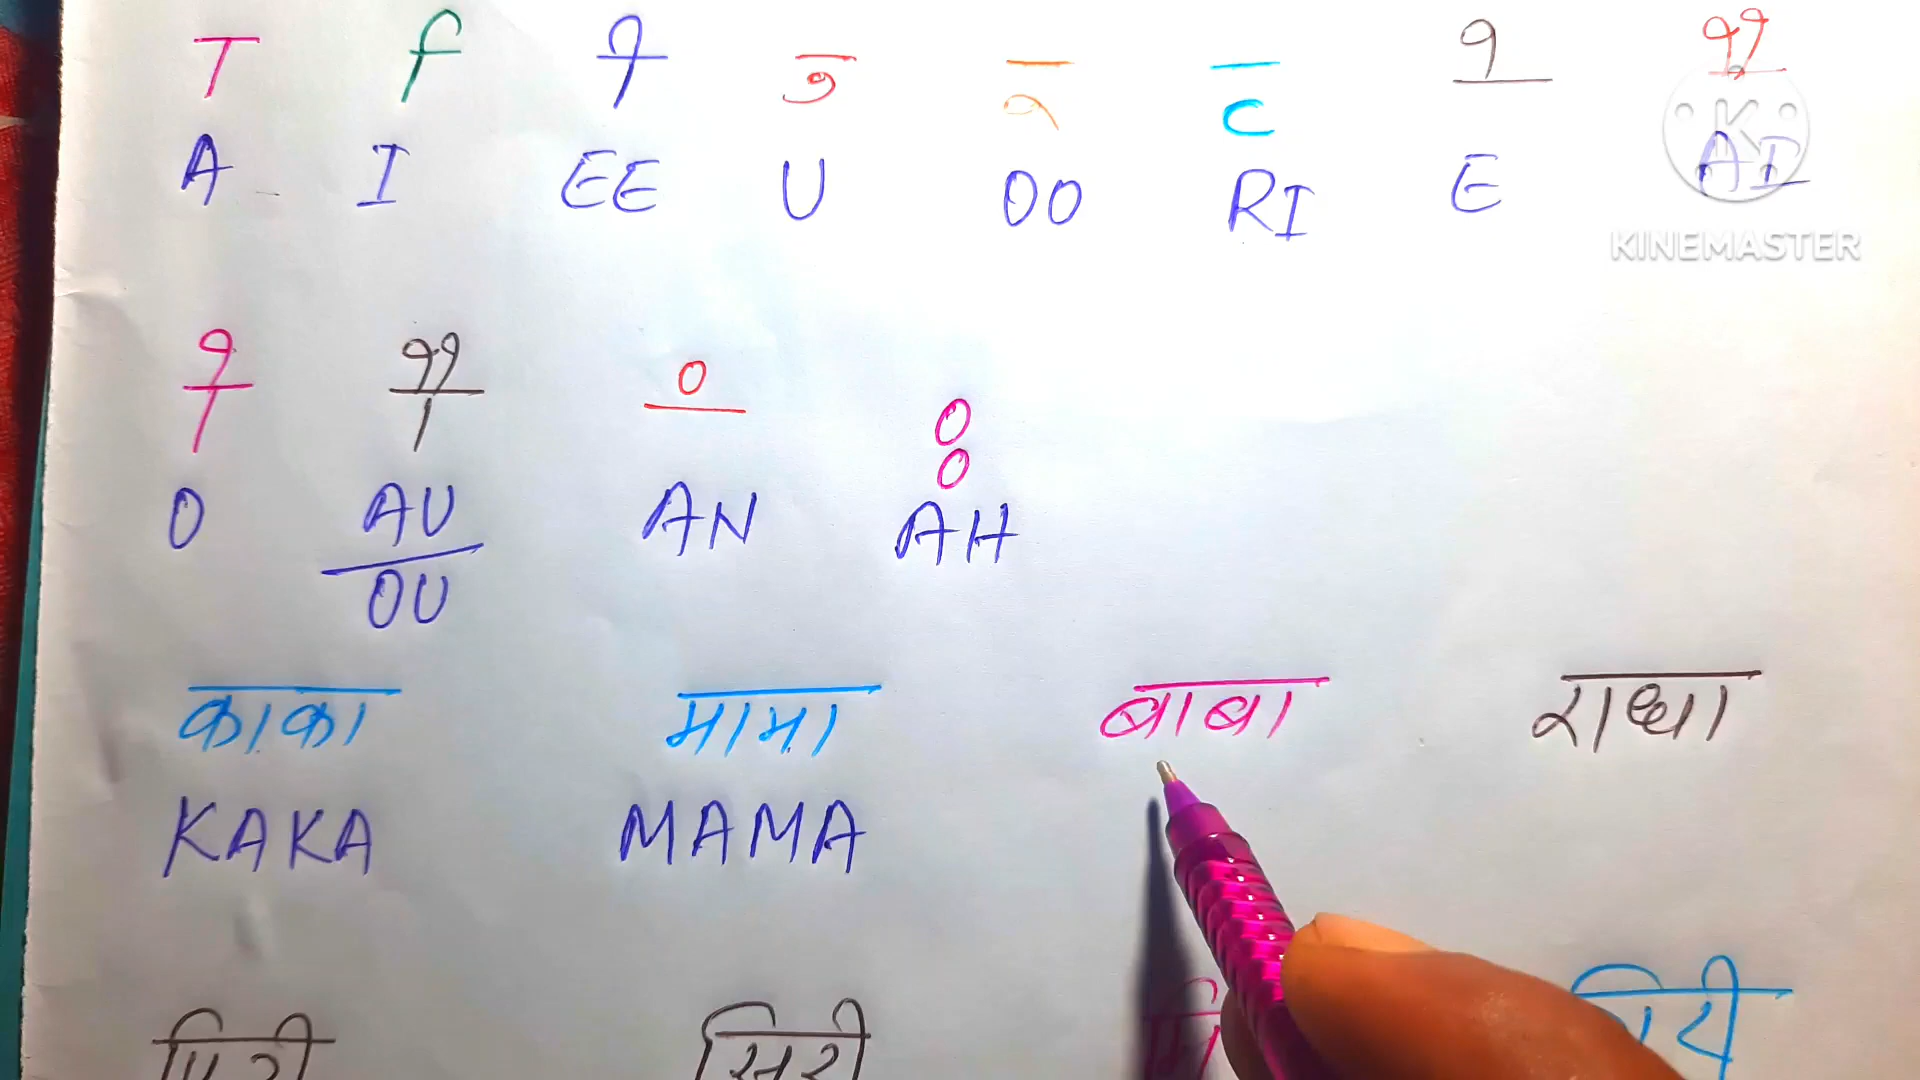 ा ि ी ु ू ृ े ै
A I EE U OO RI E AI
KINEMASTER
ो ौ ं ः
O AU AN AH
OU
काका मामा बाबा राधा
KAKA MAMA